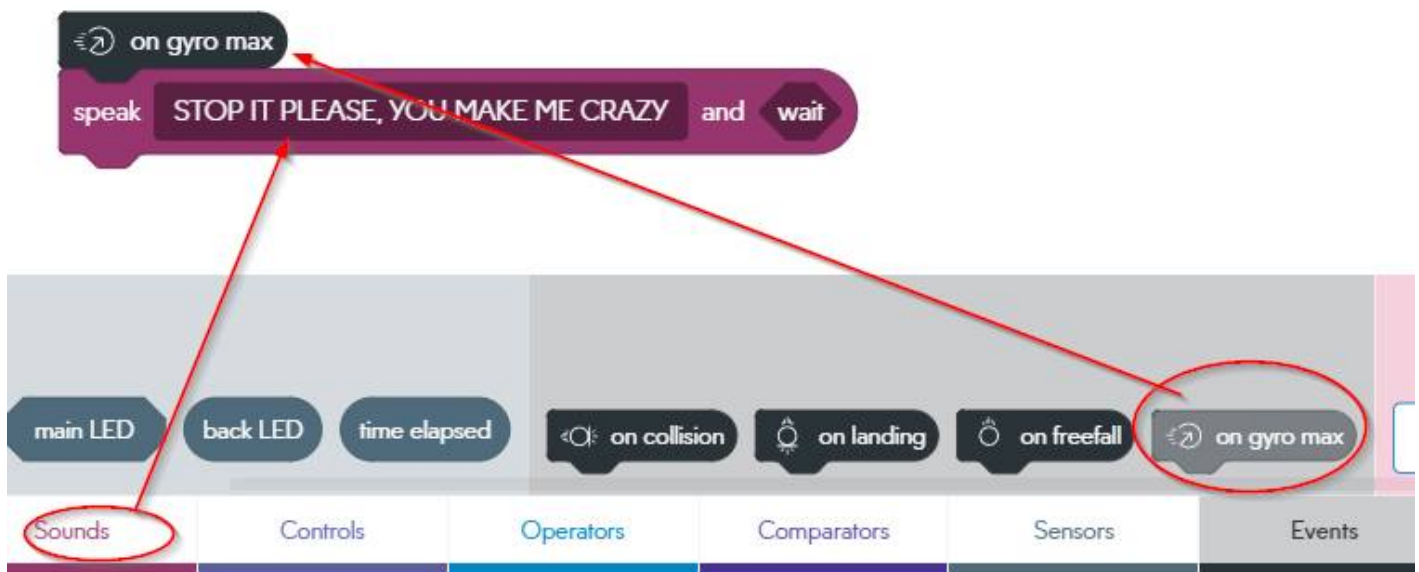 on gyro max
speak STOP IT PLEASE, YOU MAKE ME CRAZY and wait
main LED back LED time elapsed on collision on landing on freefall on gyro max
Sounds Controls Operators Comparators Sensors Events